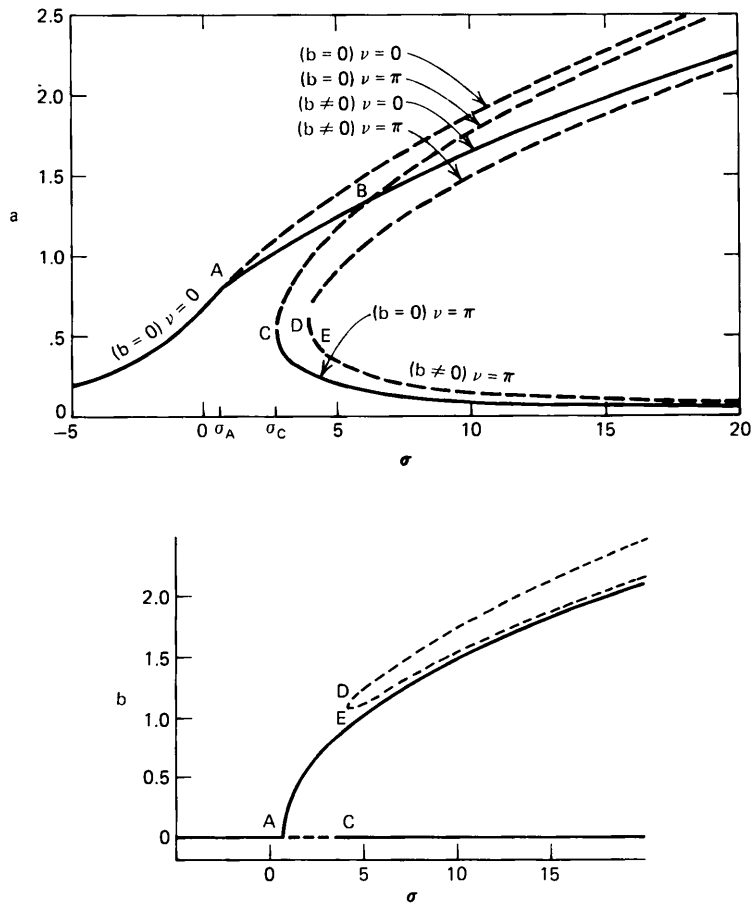 2.5
(b = 0) ν = 0
(b = 0) ν = π
(b ≠ 0) ν = 0
(b ≠ 0) ν = π
2.0
B
1.5
a
A
1.0
(b = 0) ν = 0
C
D
E
(b = 0) ν = π
.5
(b ≠ 0) ν = π
0
−5 0 σA σC 5 10 15 20
σ
2.0
1.5
b
D
E
1.0
0.5
A
C
0
0 5 10 15
σ